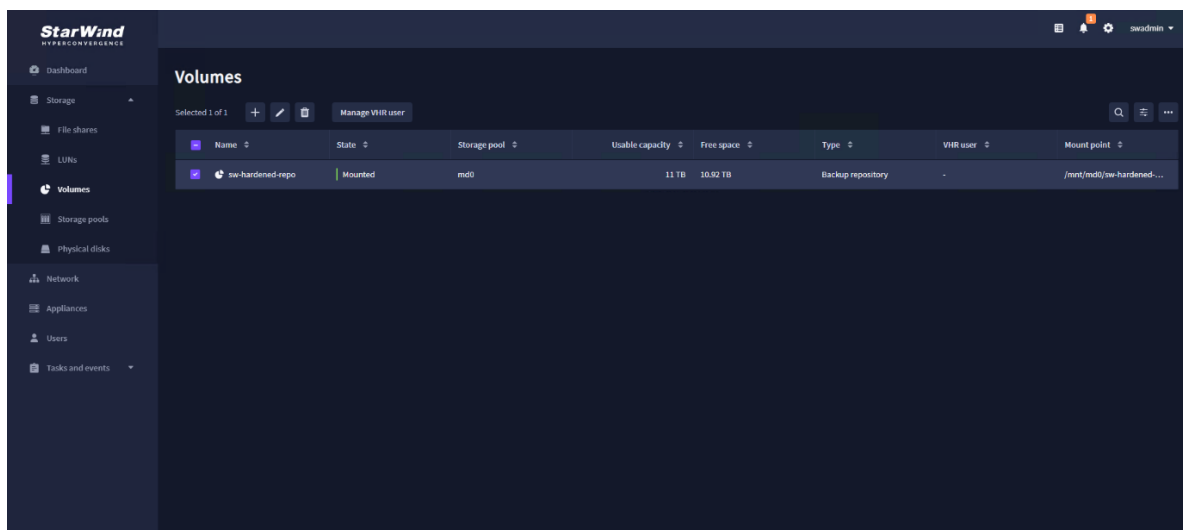 StarWind
HYPERCONVERGENCE
1
swadmin
Dashboard
Storage
File shares
LUNs
Volumes
Storage pools
Physical disks
Network
Appliances
Users
Tasks and events
Volumes
Selected 1 of 1 Manage VHR user
Name State Storage pool Usable capacity Free space Type VHR user Mount point
sw-hardened-repo Mounted md0 11 TB 10.92 TB Backup repository - /mnt/md0/sw-hardened-...